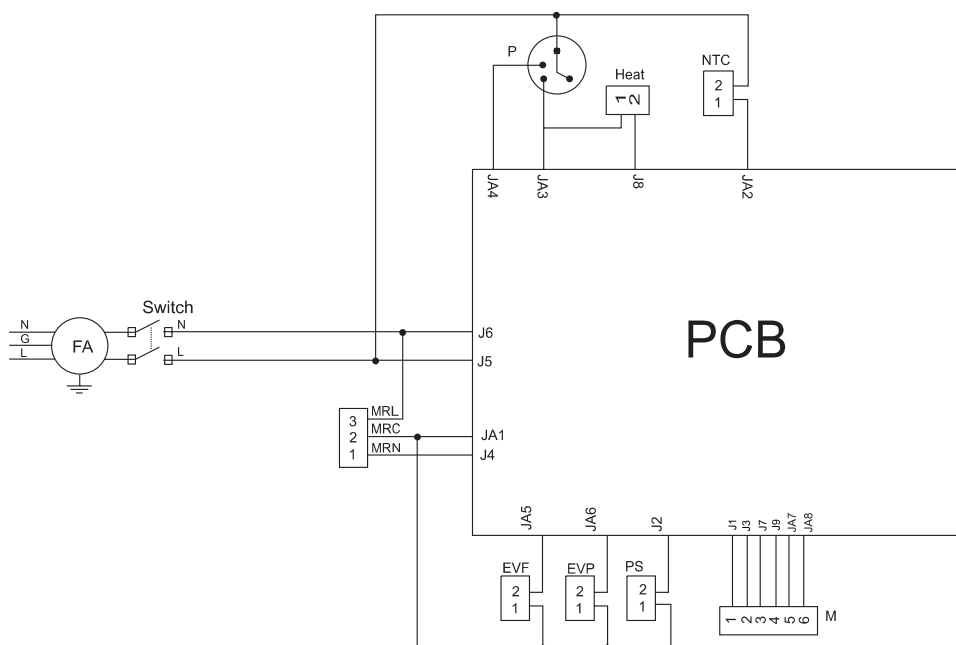 P
Heat
1
2
NTC
2
1
JA4
JA3
J8
JA2
Switch
N
G
L
FA
N
L
J6
J5
PCB
MRL
MRC
MRN
3
2
1
JA1
J4
JA5
JA6
J2
J1
J3
J7
J9
JA7
JA8
EVF
2
1
EVP
2
1
PS
2
1
1 2 3 4 5 6
M